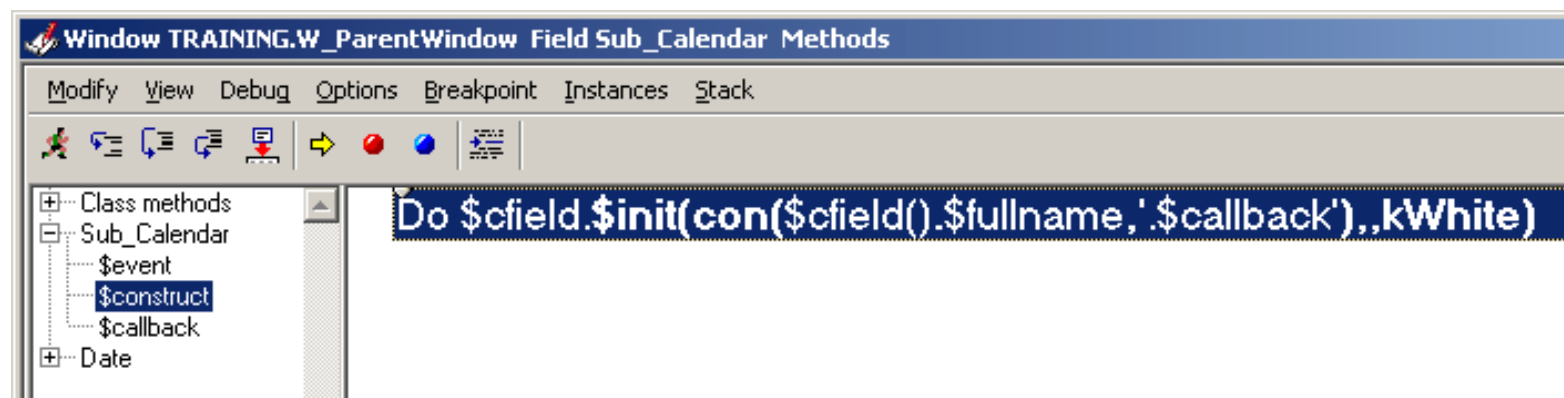 Window TRAINING.W_ParentWindow Field Sub_Calendar Methods
Modify View Debug Options Breakpoint Instances Stack
Class methods
Sub_Calendar
$event
$construct
$callback
Date
Do $cfield.$init(con($cfield().$fullname,'.$callback'),,kWhite)